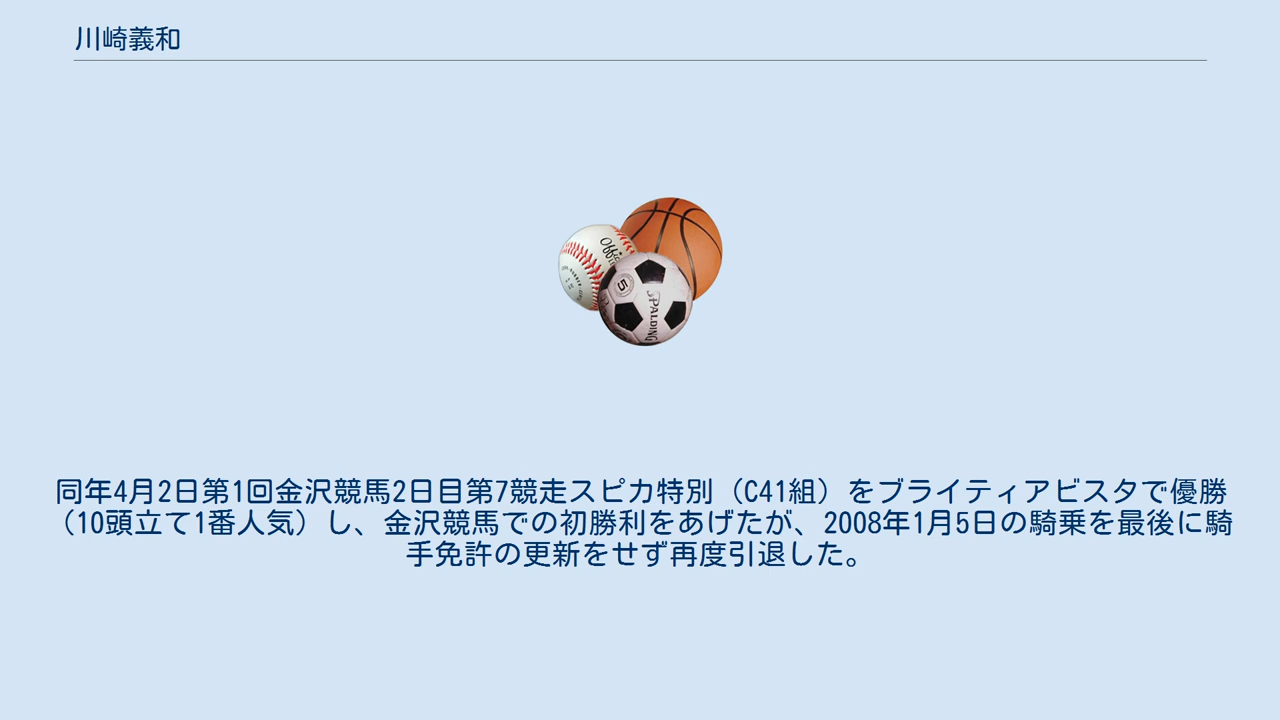 川崎義和
Official
5
SPALDING
同年4月2日第1回金沢競馬2日目第7競走スピカ特別（C41組）をブライティアビスタで優勝
（10頭立て1番人気）し、金沢競馬での初勝利をあげたが、2008年1月5日の騎乗を最後に騎
手免許の更新をせず再度引退した。